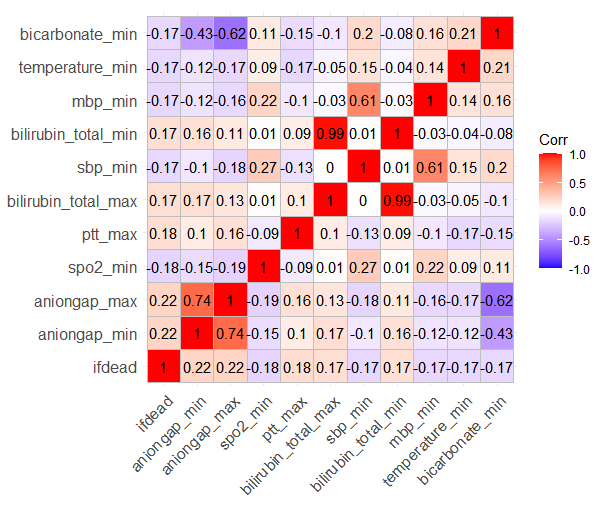 bicarbonate_min -0.17 -0.43 -0.62 0.11 -0.15 -0.1 0.2 -0.08 0.16 0.21 1
temperature_min -0.17 -0.12 -0.17 0.09 -0.17 -0.05 0.15 -0.04 0.14 1 0.21
mbp_min -0.17 -0.12 -0.16 0.22 -0.1 -0.03 0.61 -0.03 1 0.14 0.16
bilirubin_total_min 0.17 0.16 0.11 0.01 0.09 0.99 0.01 1 -0.03 -0.04 -0.08
sbp_min -0.17 -0.1 -0.18 0.27 -0.13 0 1 0.01 0.61 0.15 0.2
bilirubin_total_max 0.17 0.17 0.13 0.01 0.1 1 0 0.99 -0.03 -0.05 -0.1
ptt_max 0.18 0.1 0.16 -0.09 1 0.1 -0.13 0.09 -0.1 -0.17 -0.15
spo2_min -0.18 -0.15 -0.19 1 -0.09 0.01 0.27 0.01 0.22 0.09 0.11
aniongap_max 0.22 0.74 1 -0.19 0.16 0.13 -0.18 0.11 -0.16 -0.17 -0.62
aniongap_min 0.22 1 0.74 -0.15 0.1 0.17 -0.1 0.16 -0.12 -0.12 -0.43
ifdead 1 0.22 0.22 -0.18 0.18 0.17 -0.17 0.17 -0.17 -0.17 -0.17
ifdead
aniongap_min
aniongap_max
spo2_min
ptt_max
bilirubin_total_max
sbp_min
bilirubin_total_min
mbp_min
temperature_min
bicarbonate_min
Corr
1.0
0.5
0.0
-0.5
-1.0